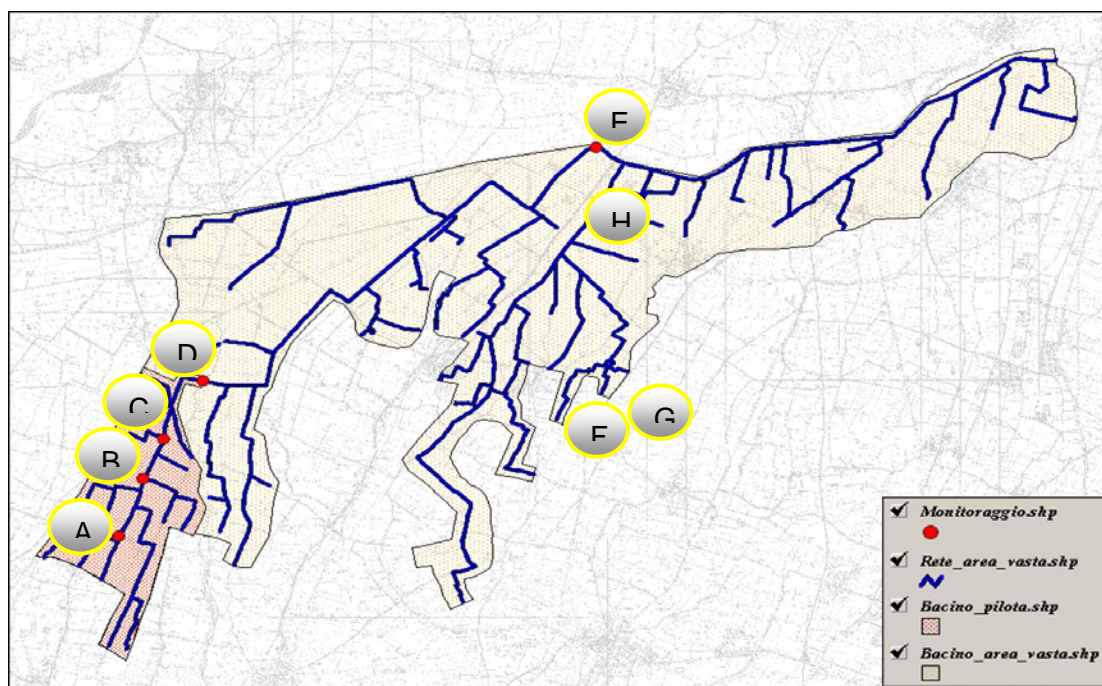 H
D
C
G
B
A
Monitoraggio.shp
Rete_area_vasta.shp
Bacino_pilota.shp
Bacino_area_vasta.shp